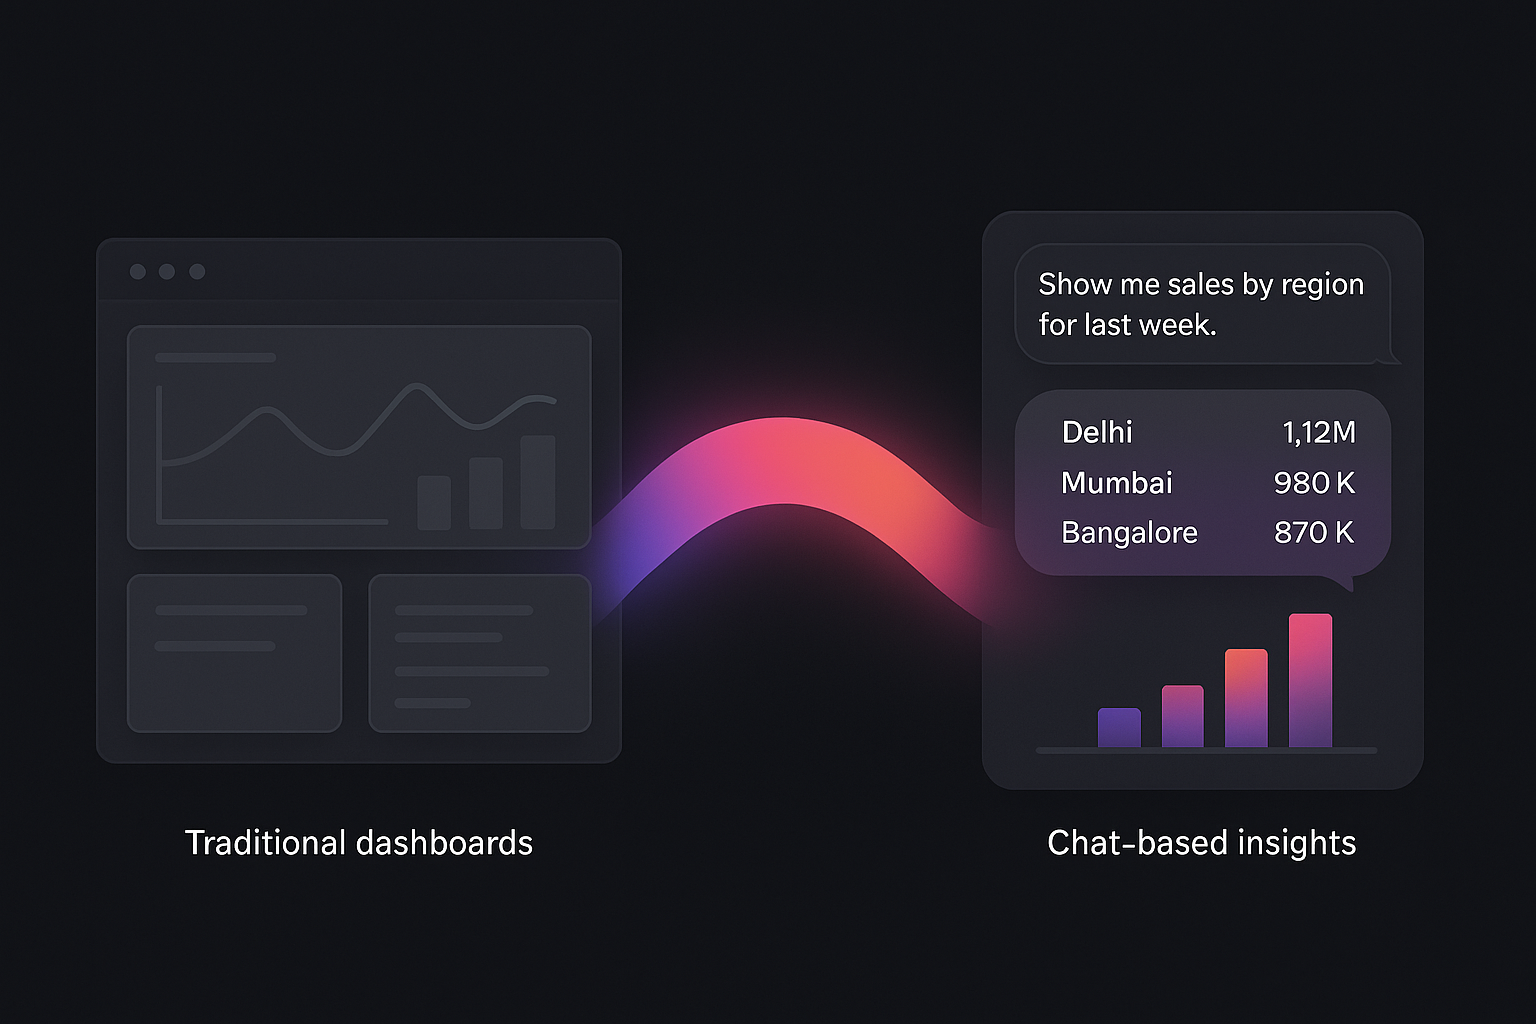 Show me sales by region
for last week.
Delhi 1,12M
Mumbai 980 K
Bangalore 870 K
Traditional dashboards
Chat-based insights